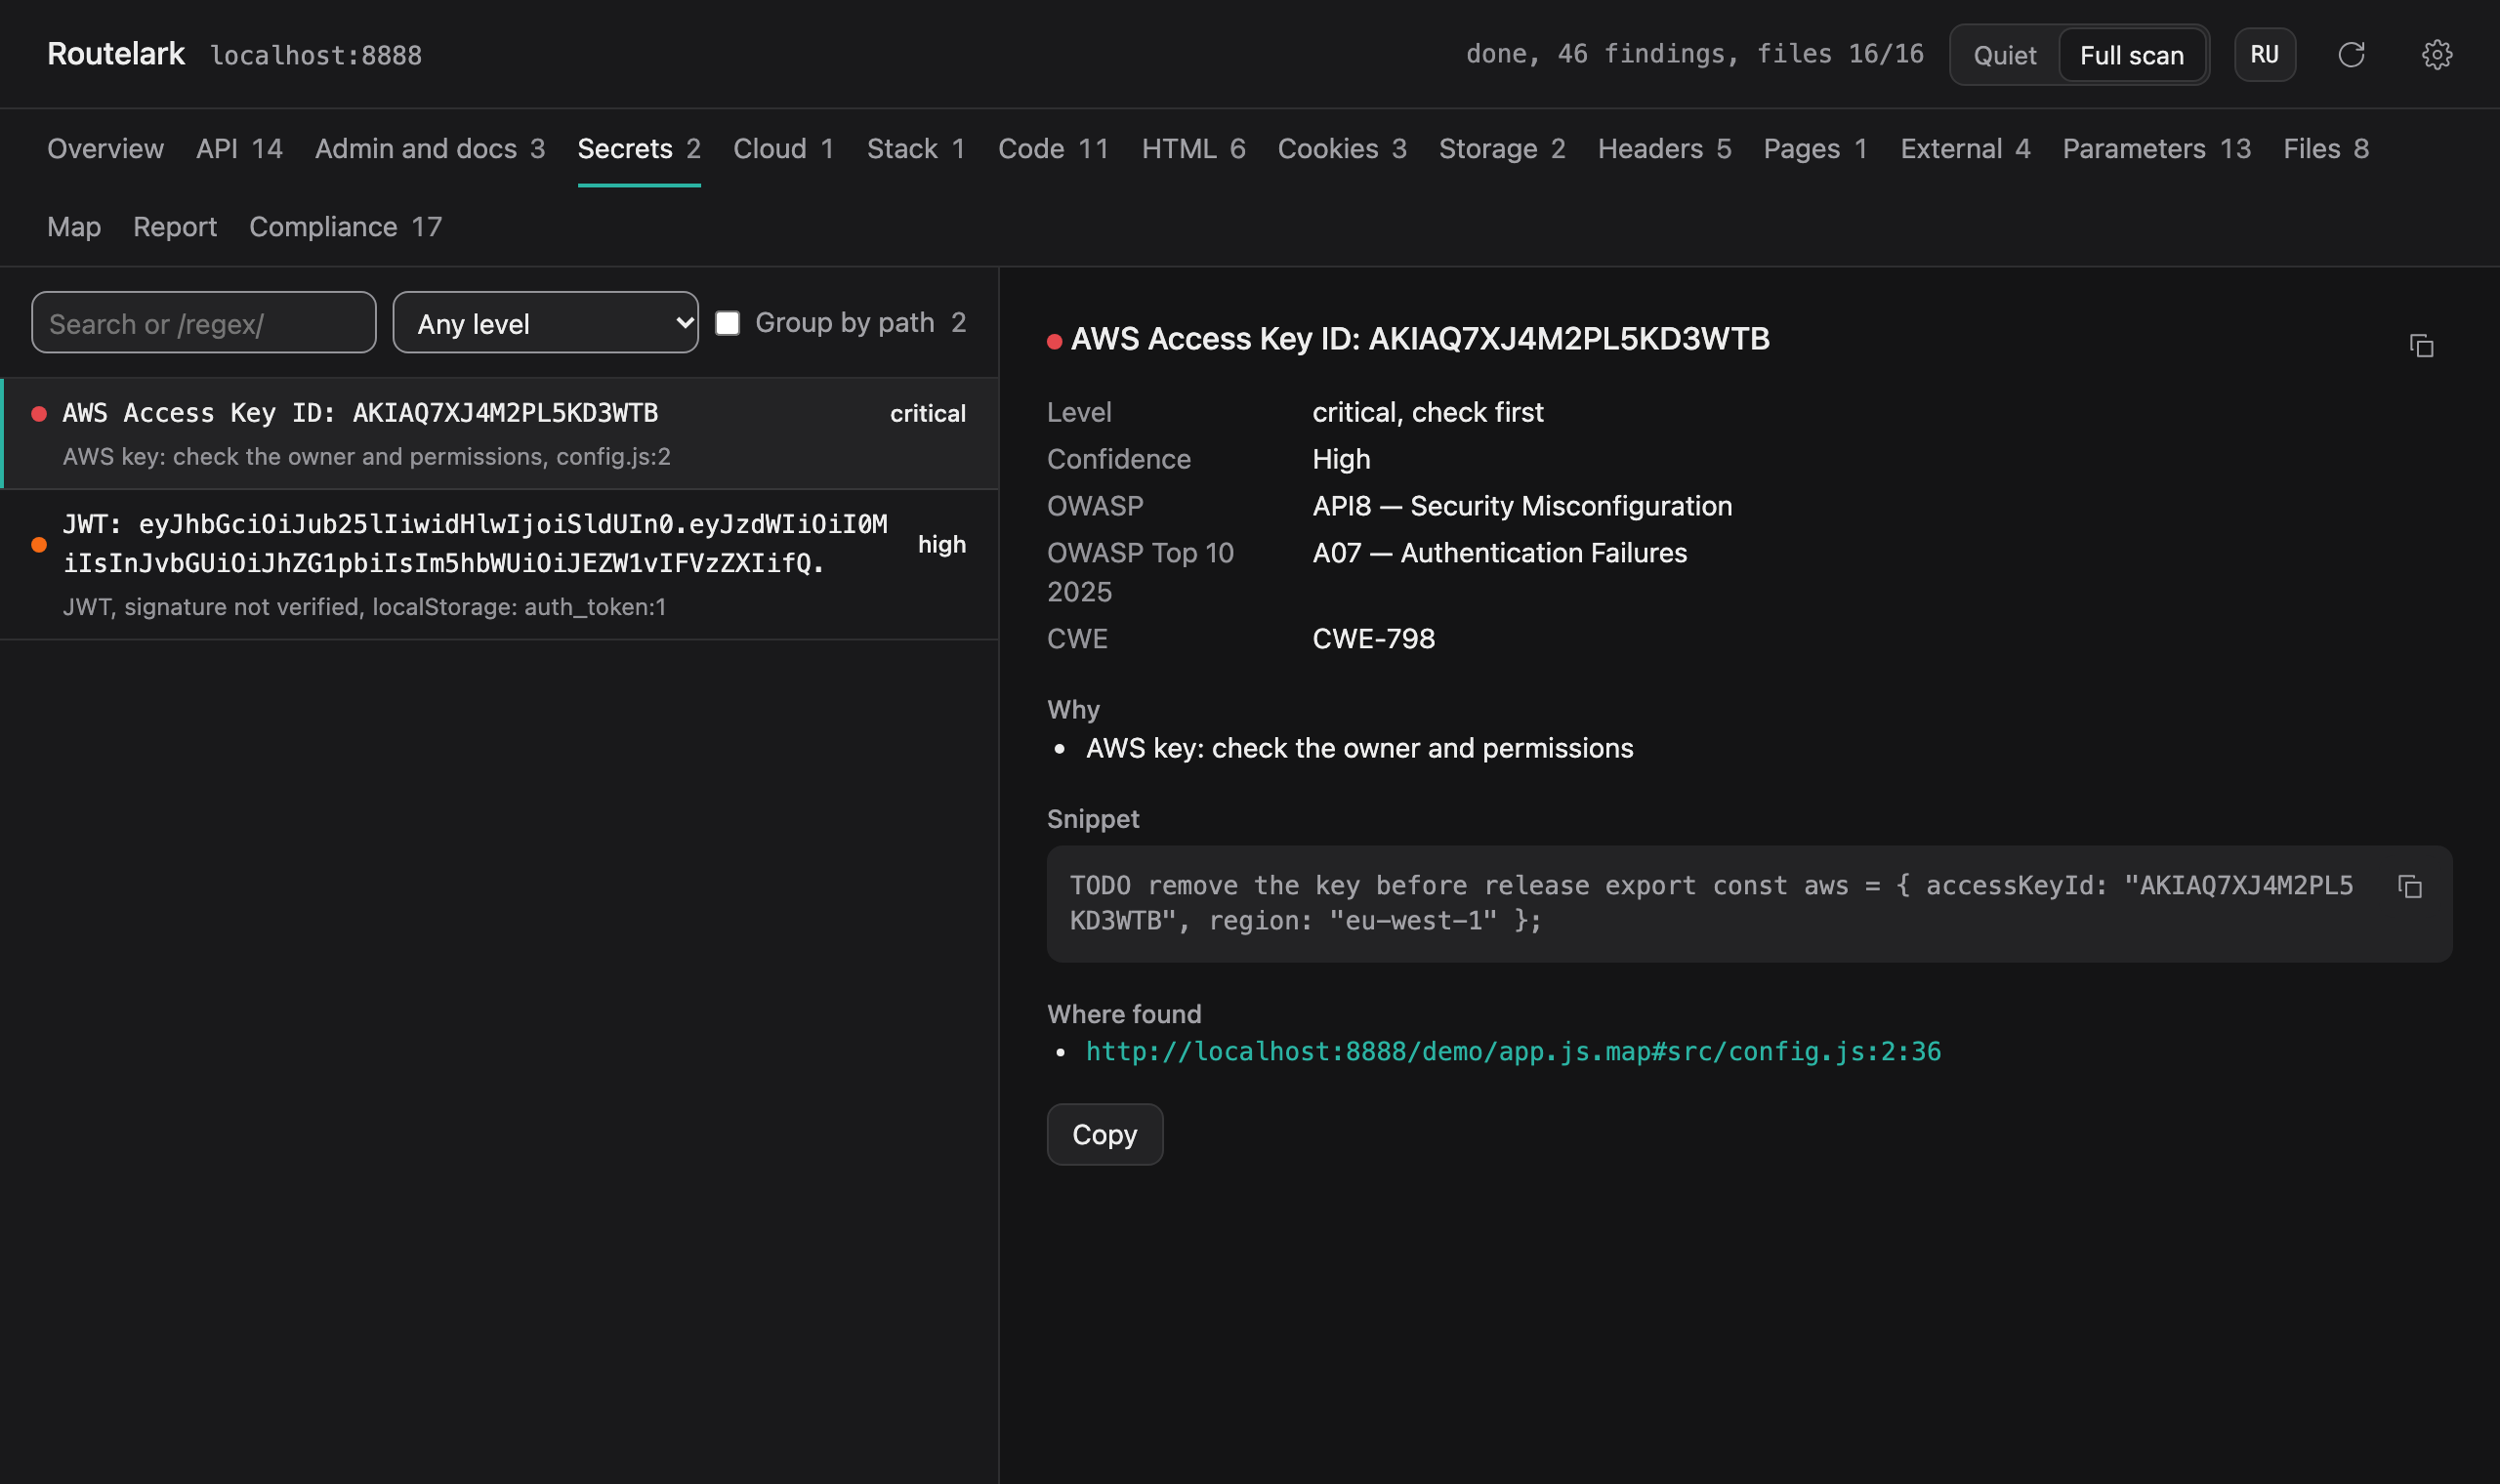 Routelark localhost:8888 done, 46 findings, files 16/16 Quiet Full scan RU
Overview API 14 Admin and docs 3 Secrets 2 Cloud 1 Stack 1 Code 11 HTML 6 Cookies 3 Storage 2 Headers 5 Pages 1 External 4 Parameters 13 Files 8
Map Report Compliance 17
Search or /regex/ Any level Group by path 2
AWS Access Key ID: AKIAQ7XJ4M2PL5KD3WTB critical
AWS key: check the owner and permissions, config.js:2
JWT: eyJhbGciOiJub25lIiwidHlwIjoiSldUIn0.eyJzdWIiOiI0M
iIsInJvbGUiOiJhZG1pbiIsIm5hbWUiOiJEZW1vIFVzZXIifQ.
high
JWT, signature not verified, localStorage: auth_token:1
AWS Access Key ID: AKIAQ7XJ4M2PL5KD3WTB
Level critical, check first
Confidence High
OWASP API8 — Security Misconfiguration
OWASP Top 10 A07 — Authentication Failures
2025
CWE CWE-798
Why
• AWS key: check the owner and permissions
Snippet
TODO remove the key before release export const aws = { accessKeyId: "AKIAQ7XJ4M2PL5
KD3WTB", region: "eu-west-1" };
Where found
• http://localhost:8888/demo/app.js.map#src/config.js:2:36
Copy